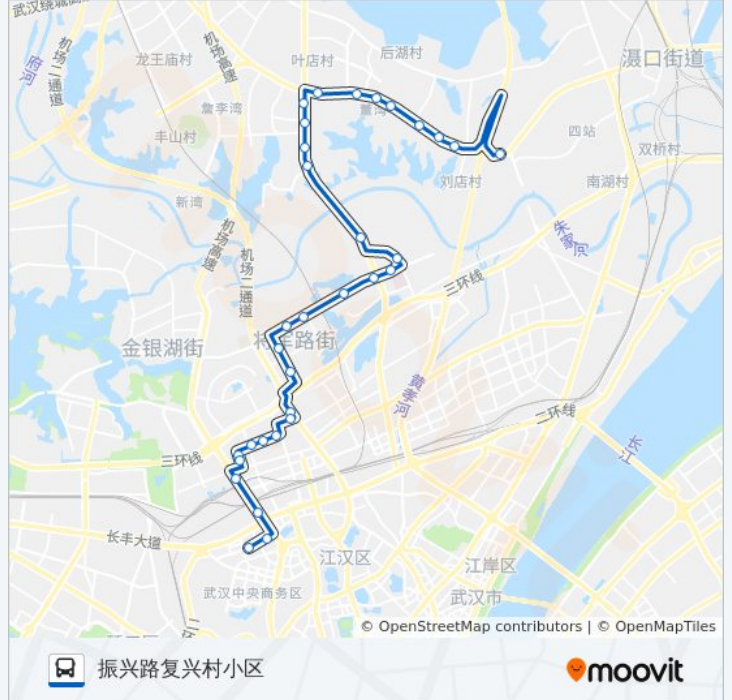 武汉绕城高
机场二通道
府河
龙王庙村
机场高速
叶店村
后湖村
滠口街道
詹李湾
丰山村
四站
双桥村
刘店村
南湖村
新湾
朱家河
机场高速
机场二通道
三环线
金银湖街
将军路街
黄孝河
二环线
长江
三环线
长丰大道
江汉区
江岸区
武汉中央商务区
武汉市
© OpenStreetMap contributors | © OpenMapTiles
振兴路复兴村小区
moovit